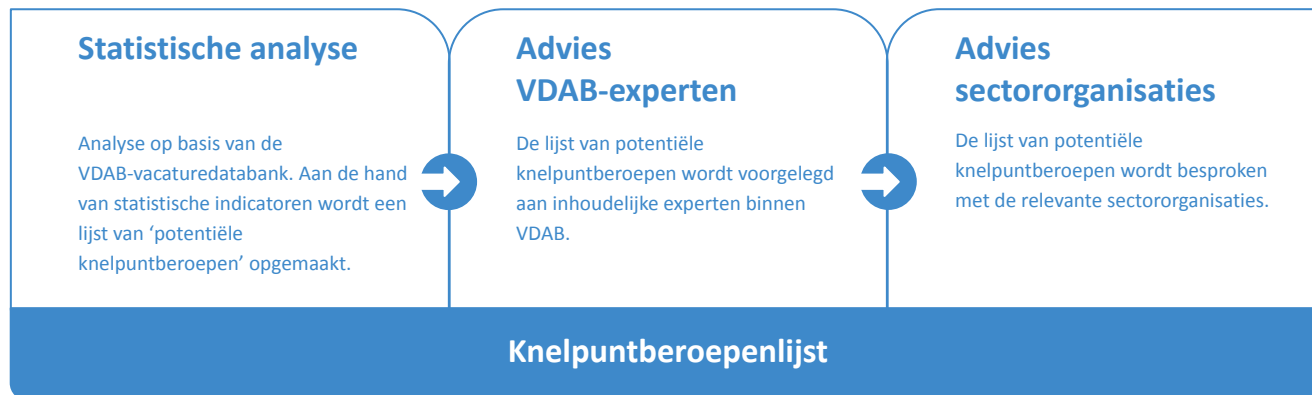 Statistische analyse
Analyse op basis van de
VDAB-vacaturedatabank. Aan de hand
van statistische indicatoren wordt een
lijst van ‘potentiële
knelpuntberoepen’ opgemaakt.
Advies
VDAB-experten
De lijst van potentiële
knelpuntberoepen wordt voorgelegd
aan inhoudelijke experten binnen
VDAB.
Advies
sectororganisaties
De lijst van potentiële
knelpuntberoepen wordt besproken
met de relevante sectororganisaties.
Knelpuntberoepenlijst